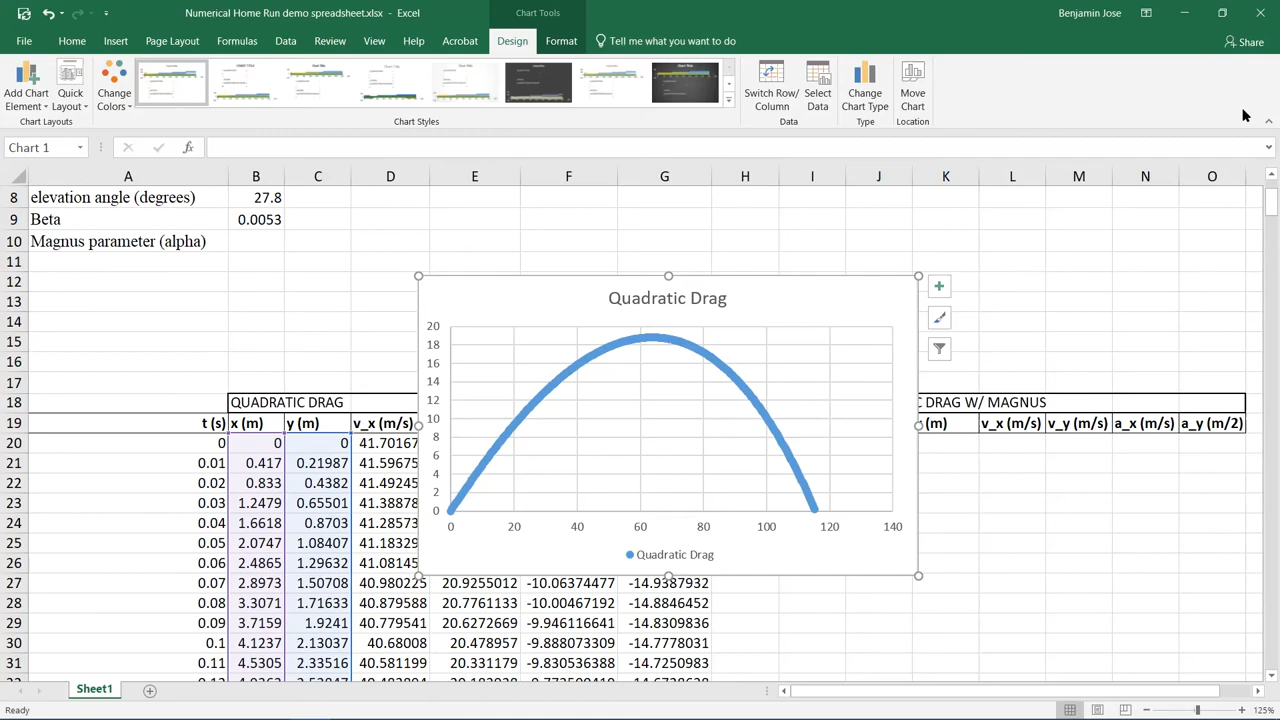 Numerical Home Run demo spreadsheet.xlsx - Excel
Chart Tools
Benjamin Jose
File Home Insert Page Layout Formulas Data Review View Help Acrobat Design Format Tell me what you want to do Share
Add Chart Element
Quick Layout
Change Colors
Switch Row/ Column
Select Data
Change Chart Type
Move Chart
Chart Layouts Chart Styles Data Type Location
Chart 1
A B C D E F G H I J K L M N O
8 elevation angle (degrees) 27.8
9 Beta 0.0053
10 Magnus parameter (alpha)
11
12
13
14
15
16
17
18 QUADRATIC DRAG C DRAG W/ MAGNUS
19 t (s) x (m) y (m) v_x (m/s) (m) v_x (m/s) v_y (m/s) a_x (m/s) a_y (m/2)
20 0 0 0 41.70167
21 0.01 0.417 0.21987 41.59675
22 0.02 0.833 0.4382 41.49245
23 0.03 1.2479 0.65501 41.38878
24 0.04 1.6618 0.8703 41.28573
25 0.05 2.0747 1.08407 41.18329
26 0.06 2.4865 1.29632 41.08145
27 0.07 2.8973 1.50708 40.980225 20.9255012 -10.06374477 -14.9387932
28 0.08 3.3071 1.71633 40.879588 20.7761133 -10.00467192 -14.8846452
29 0.09 3.7159 1.9241 40.779541 20.6272669 -9.946116641 -14.8309836
30 0.1 4.1237 2.13037 40.68008 20.478957 -9.888073309 -14.7778031
31 0.11 4.5305 2.33516 40.581199 20.331179 -9.830536388 -14.7250983
Quadratic Drag
20
18
16
14
12
10
8
6
4
2
0
0 20 40 60 80 100 120 140
Quadratic Drag
Sheet1
Ready
125%